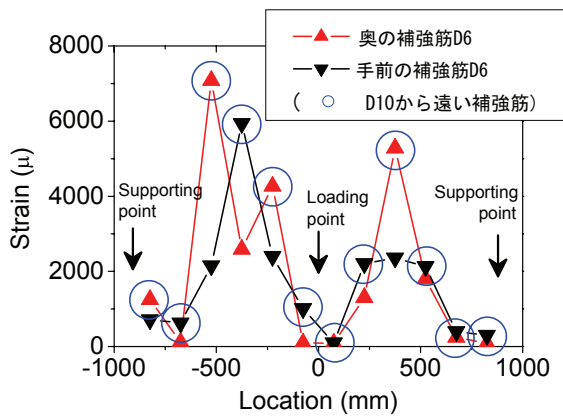 奥の補強筋D6
手前の補強筋D6
( ○ D10から遠い補強筋)
8000
6000
4000
2000
0
Strain (μ)
Supporting
point
Loading
point
Supporting
point
-1000
-500
0
500
1000
Location (mm)